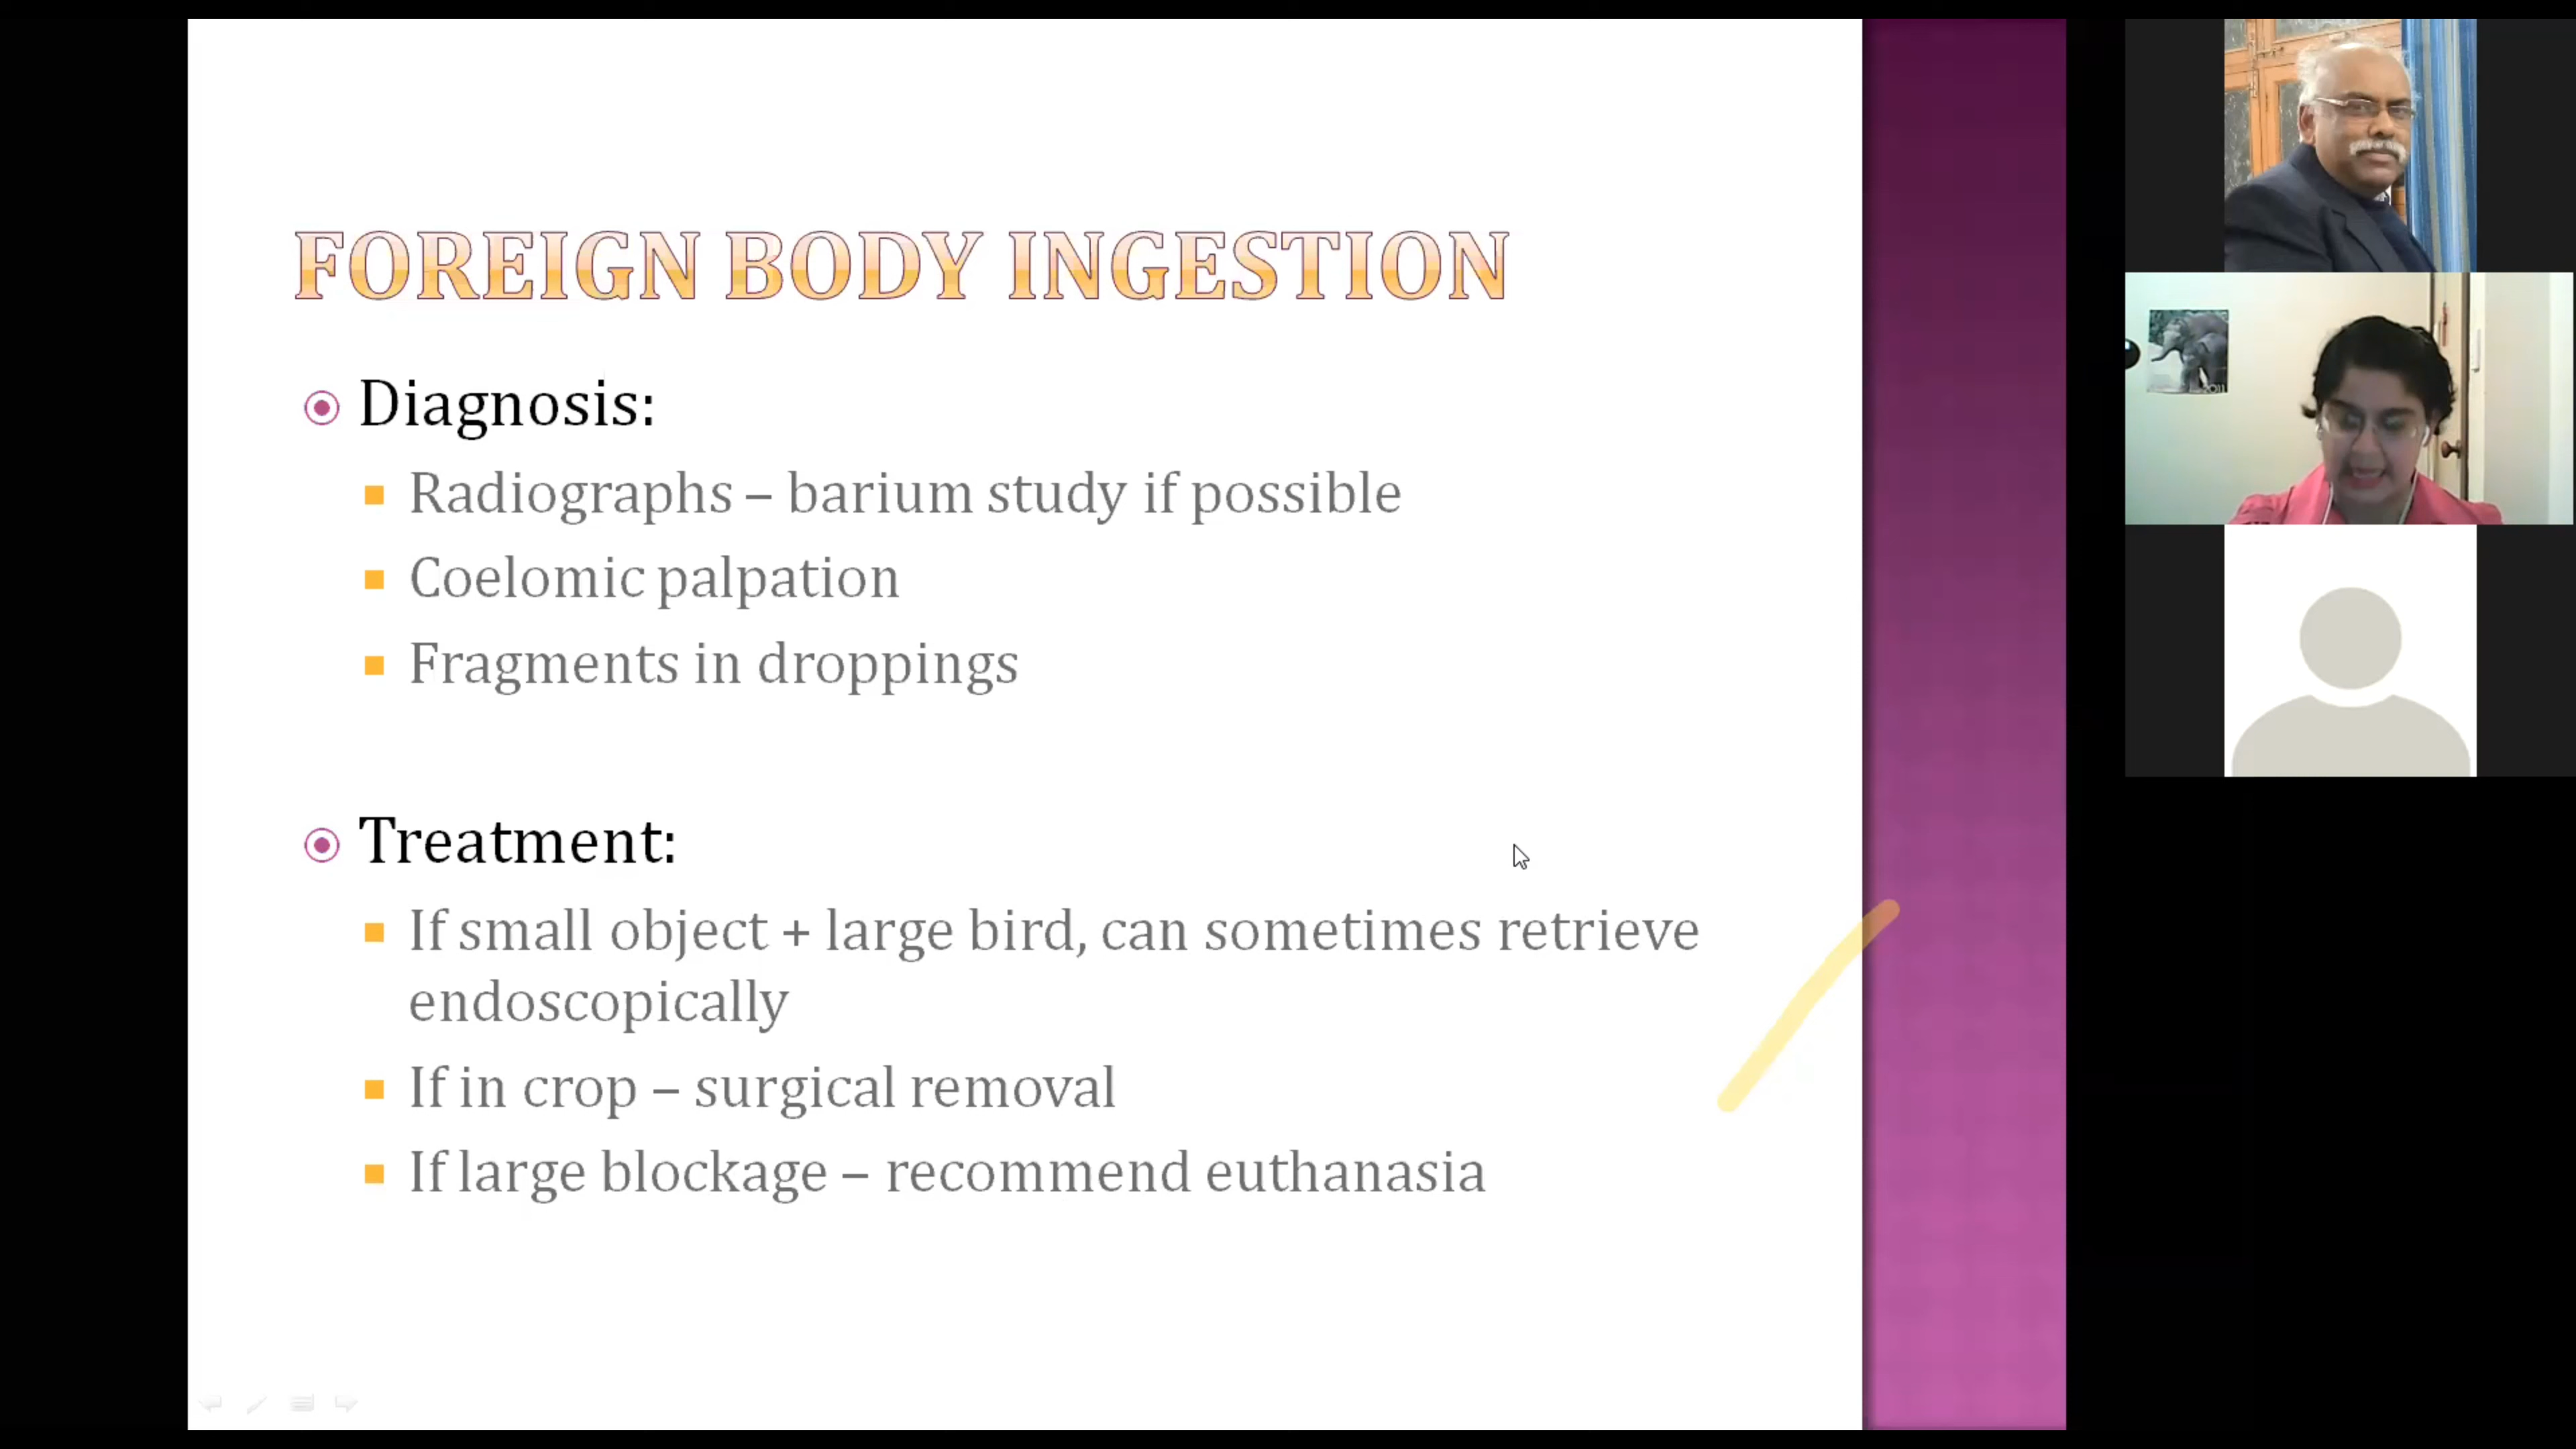 FOREIGN BODY INGESTION
Diagnosis:
Radiographs – barium study if possible
Coelomic palpation
Fragments in droppings
Treatment:
If small object + large bird, can sometimes retrieve
endoscopically
If in crop – surgical removal
If large blockage – recommend euthanasia
2011